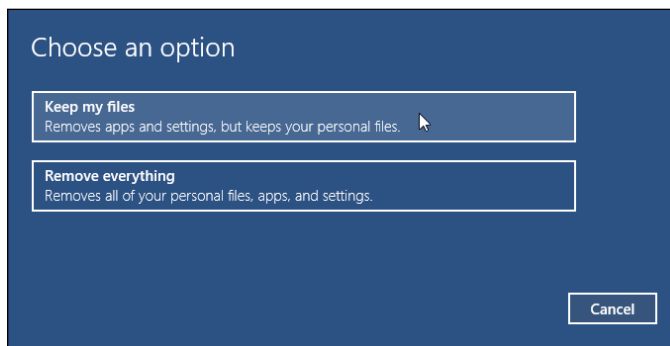 Choose an option
Keep my files
Removes apps and settings, but keeps your personal files.
Remove everything
Removes all of your personal files, apps, and settings.
Cancel